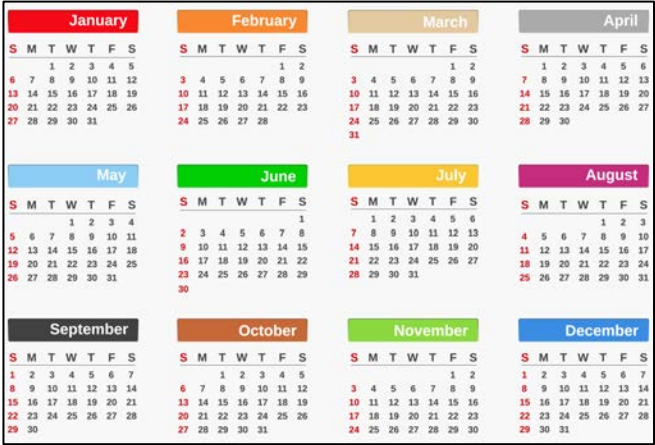 January February March April
S M T W T F S S M T W T F S S M T W T F S S M T W T F S
1 2 3 4 5 1 2 1 2 1 2 3 4 5 6
6 7 8 9 10 11 12 3 4 5 6 7 8 9 3 4 5 6 7 8 9 7 8 9 10 11 12 13
13 14 15 16 17 18 19 10 11 12 13 14 15 16 10 11 12 13 14 15 16 14 15 16 17 18 19 20
20 21 22 23 24 25 26 17 18 19 20 21 22 23 17 18 19 20 21 22 23 21 22 23 24 25 26 27
27 28 29 30 31 24 25 26 27 28 24 25 26 27 28 29 30 28 29 30
31
May June July August
S M T W T F S S M T W T F S S M T W T F S S M T W T F S
1 2 3 4 1 1 2 3 4 5 6 1 2 3
5 6 7 8 9 10 11 2 3 4 5 6 7 8 7 8 9 10 11 12 13 4 5 6 7 8 9 10
12 13 14 15 16 17 18 9 10 11 12 13 14 15 14 15 16 17 18 19 20 11 12 13 14 15 16 17
19 20 21 22 23 24 25 16 17 18 19 20 21 22 21 22 23 24 25 26 27 18 19 20 21 22 23 24
26 27 28 29 30 31 23 24 25 26 27 28 29 28 29 30 31 25 26 27 28 29 30 31
30
September October November December
S M T W T F S S M T W T F S S M T W T F S S M T W T F S
1 2 3 4 5 6 7 1 2 3 4 5 1 2 1 2 3 4 5 6 7
8 9 10 11 12 13 14 6 7 8 9 10 11 12 3 4 5 6 7 8 9 8 9 10 11 12 13 14
15 16 17 18 19 20 21 13 14 15 16 17 18 19 10 11 12 13 14 15 16 15 16 17 18 19 20 21
22 23 24 25 26 27 28 20 21 22 23 24 25 26 17 18 19 20 21 22 23 22 23 24 25 26 27 28
29 30 27 28 29 30 31 24 25 26 27 28 29 30 29 30 31